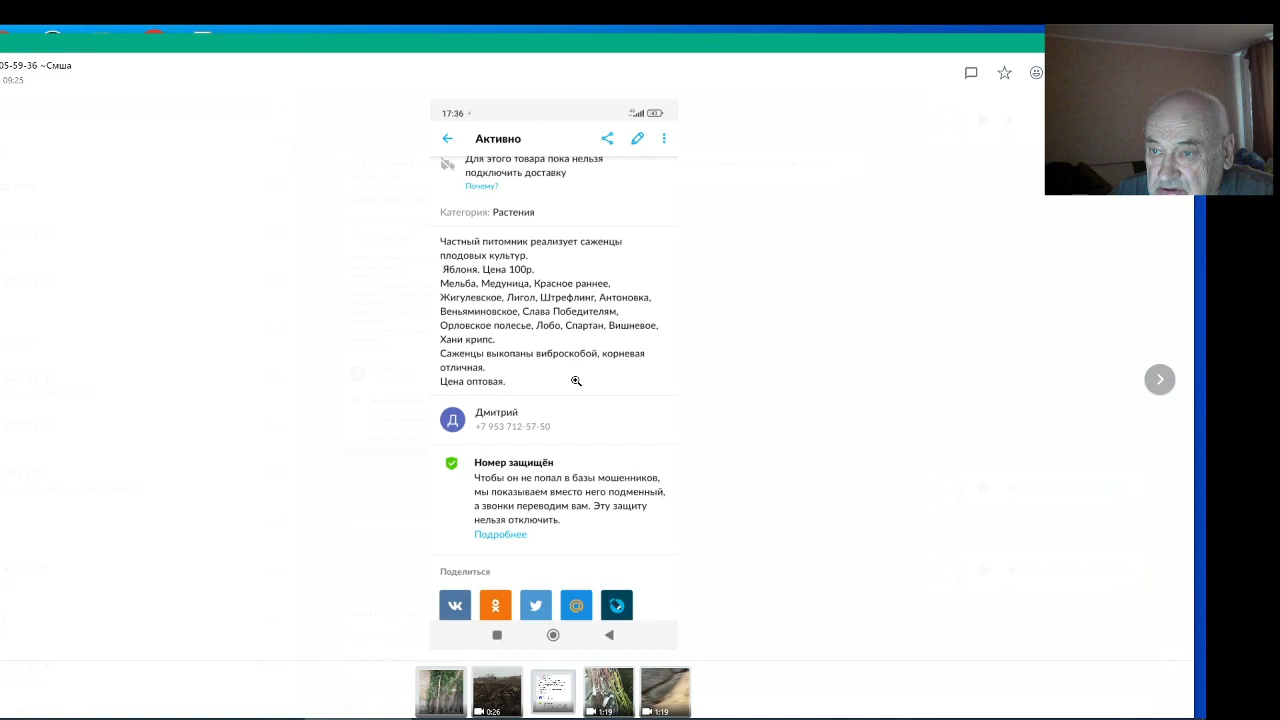 05-59-36 ~Смша
09:25
17:36
43
Активно
Для этого товара пока нельзя
подключить доставку
Почему?
Категория: Растения
Частный питомник реализует саженцы
плодовых культур.
Яблоня. Цена 100р.
Мельба, Медуница, Красное раннее,
Жигулевское, Лигол, Штрефлинг, Антоновка,
Веньяминовское, Слава Победителям,
Орловское полесье, Лобо, Спартан, Вишневое,
Хани крипс.
Саженцы выкопаны виброскобой, корневая
отличная.
Цена оптовая.
Д
Дмитрий
+7 953 712-57-50
Номер защищён
Чтобы он не попал в базы мошенников,
мы показываем вместо него подменный,
а звонки переводим вам. Эту защиту
нельзя отключить.
Подробнее
Поделиться
0:26
1:19
1:19